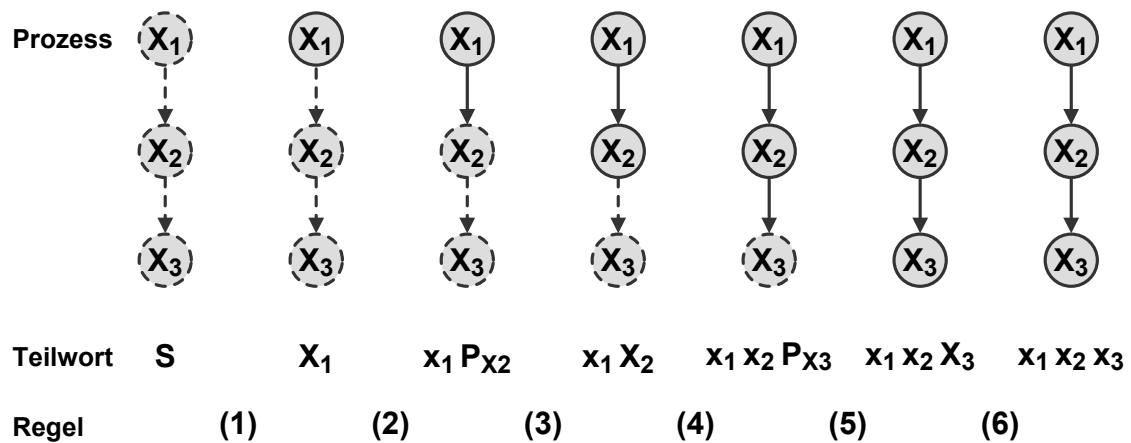 Prozess X₁ X₁ X₁ X₁ X₁ X₁ X₁
X₂ X₂ X₂ X₂ X₂ X₂ X₂
X₃ X₃ X₃ X₃ X₃ X₃ X₃
Teilwort S X₁ x₁ P_X2 x₁ X₂ x₁ x₂ P_X3 x₁ x₂ X₃ x₁ x₂ x₃
Regel (1) (2) (3) (4) (5) (6)